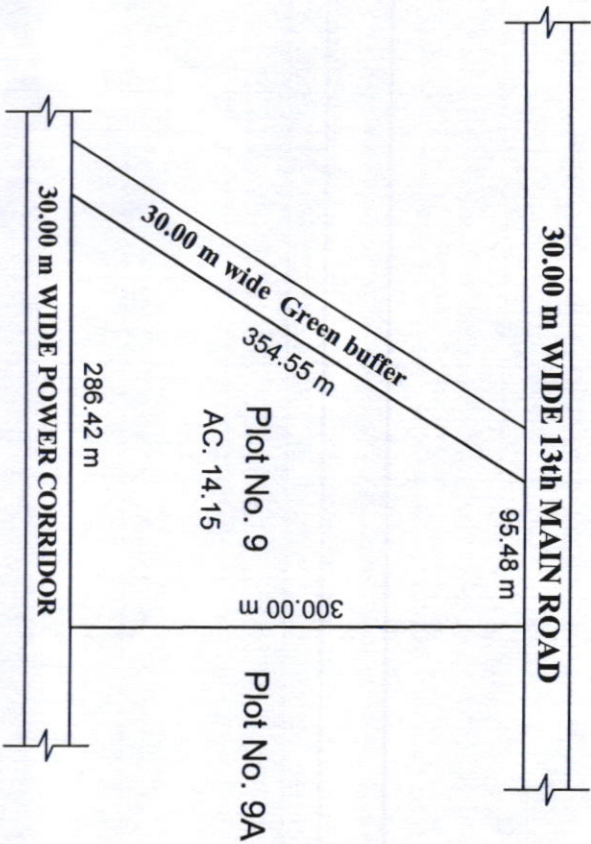 30.00 m WIDE 13th MAIN ROAD
95.48 m
30.00 m wide Green buffer
354.55 m
Plot No. 9
AC. 14.15
300.00 m
Plot No. 9A
286.42 m
30.00 m WIDE POWER CORRIDOR